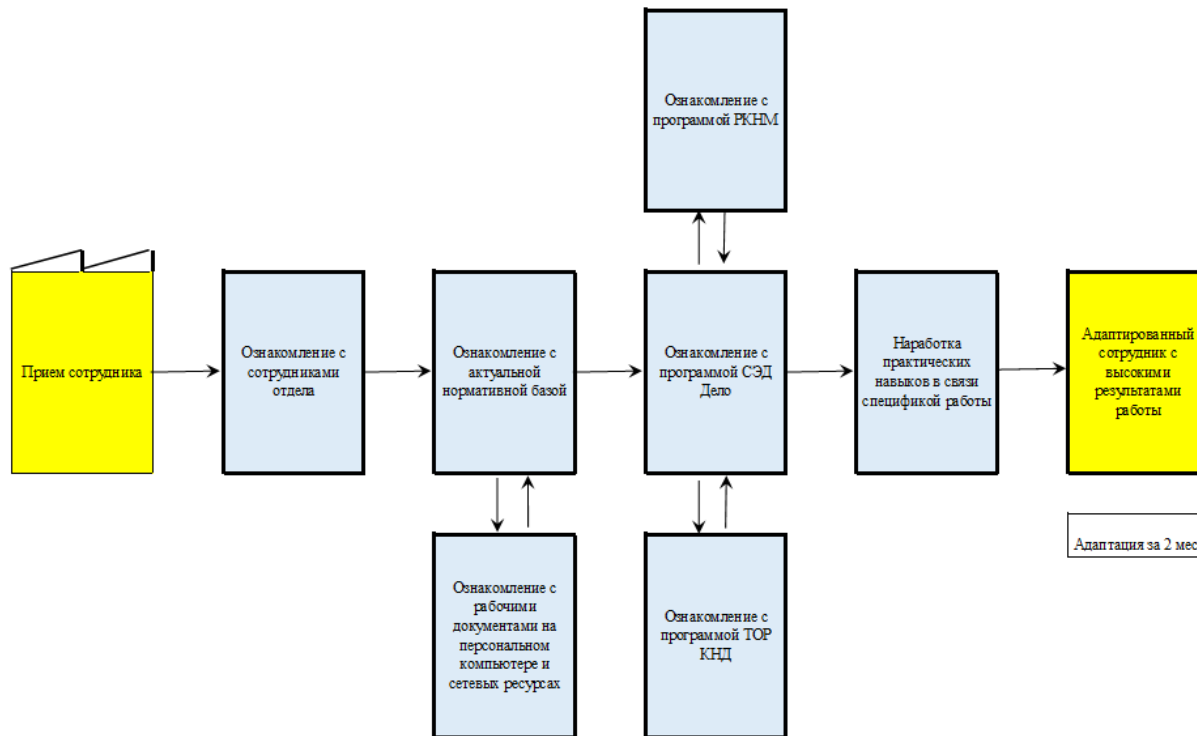 Ознакомление с
программой РКНМ
Прием сотрудника
Ознакомление с
сотрудниками
отдела
Ознакомление с
актуальной
нормативной базой
Ознакомление с
программой СЭД
Дело
Наработка
практических
навыков в связи
спецификой работы
Адаптированный
сотрудник с
высокими
результатами
работы
Ознакомление с
рабочими
документами на
персональном
компьютере и
сетевых ресурсах
Ознакомление с
программой ТОР
КНД
Адаптация за 2 мес